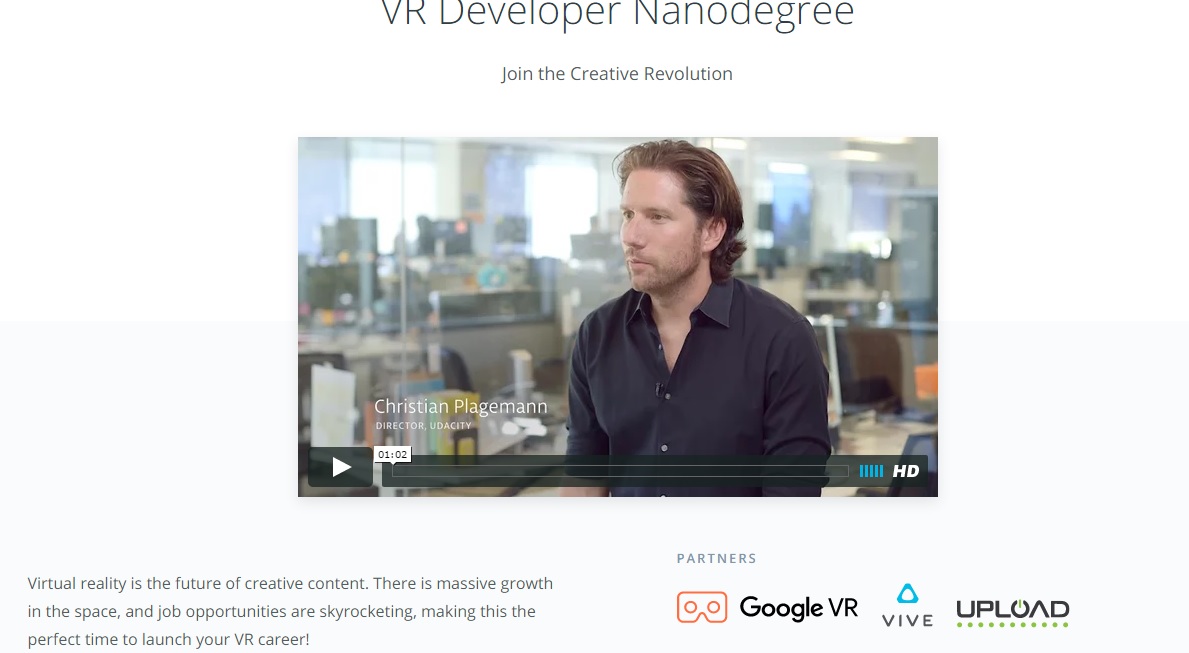 VR Developer Nanodegree
Join the Creative Revolution
Christian Plagemann
DIRECTOR, UDACITY
01:02
HD
PARTNERS
Virtual reality is the future of creative content. There is massive growth
in the space, and job opportunities are skyrocketing, making this the
perfect time to launch your VR career!
Google VR
VIVE
UPLOAD